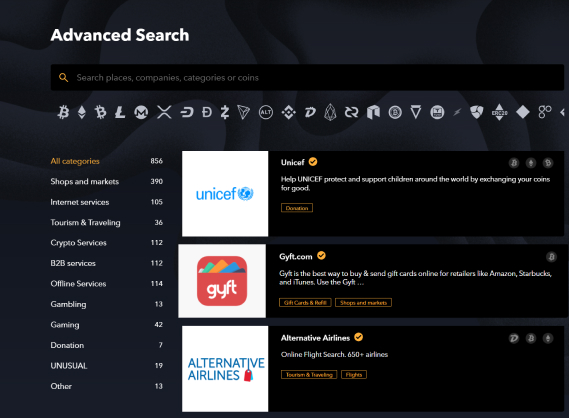 Advanced Search
Search places, companies, categories or coins
ALT
ERC20
All categories 856
Shops and markets 390
Internet services 105
Tourism & Traveling 36
Crypto Services 112
B2B services 112
Offline Services 114
Gambling 13
Gaming 42
Donation 7
UNUSUAL 19
Other 13
unicef
Unicef
Help UNICEF protect and support children around the world by exchanging your coins
for good.
Donation
gyft
Gyft.com
Gyft is the best way to buy & send gift cards online for retailers like Amazon, Starbucks,
and iTunes. Use the Gyft ...
Gift Cards & Refill Shops and markets
ALTERNATIVE
AIRLINES
Alternative Airlines
Online Flight Search. 650+ airlines
Tourism & Traveling Flights